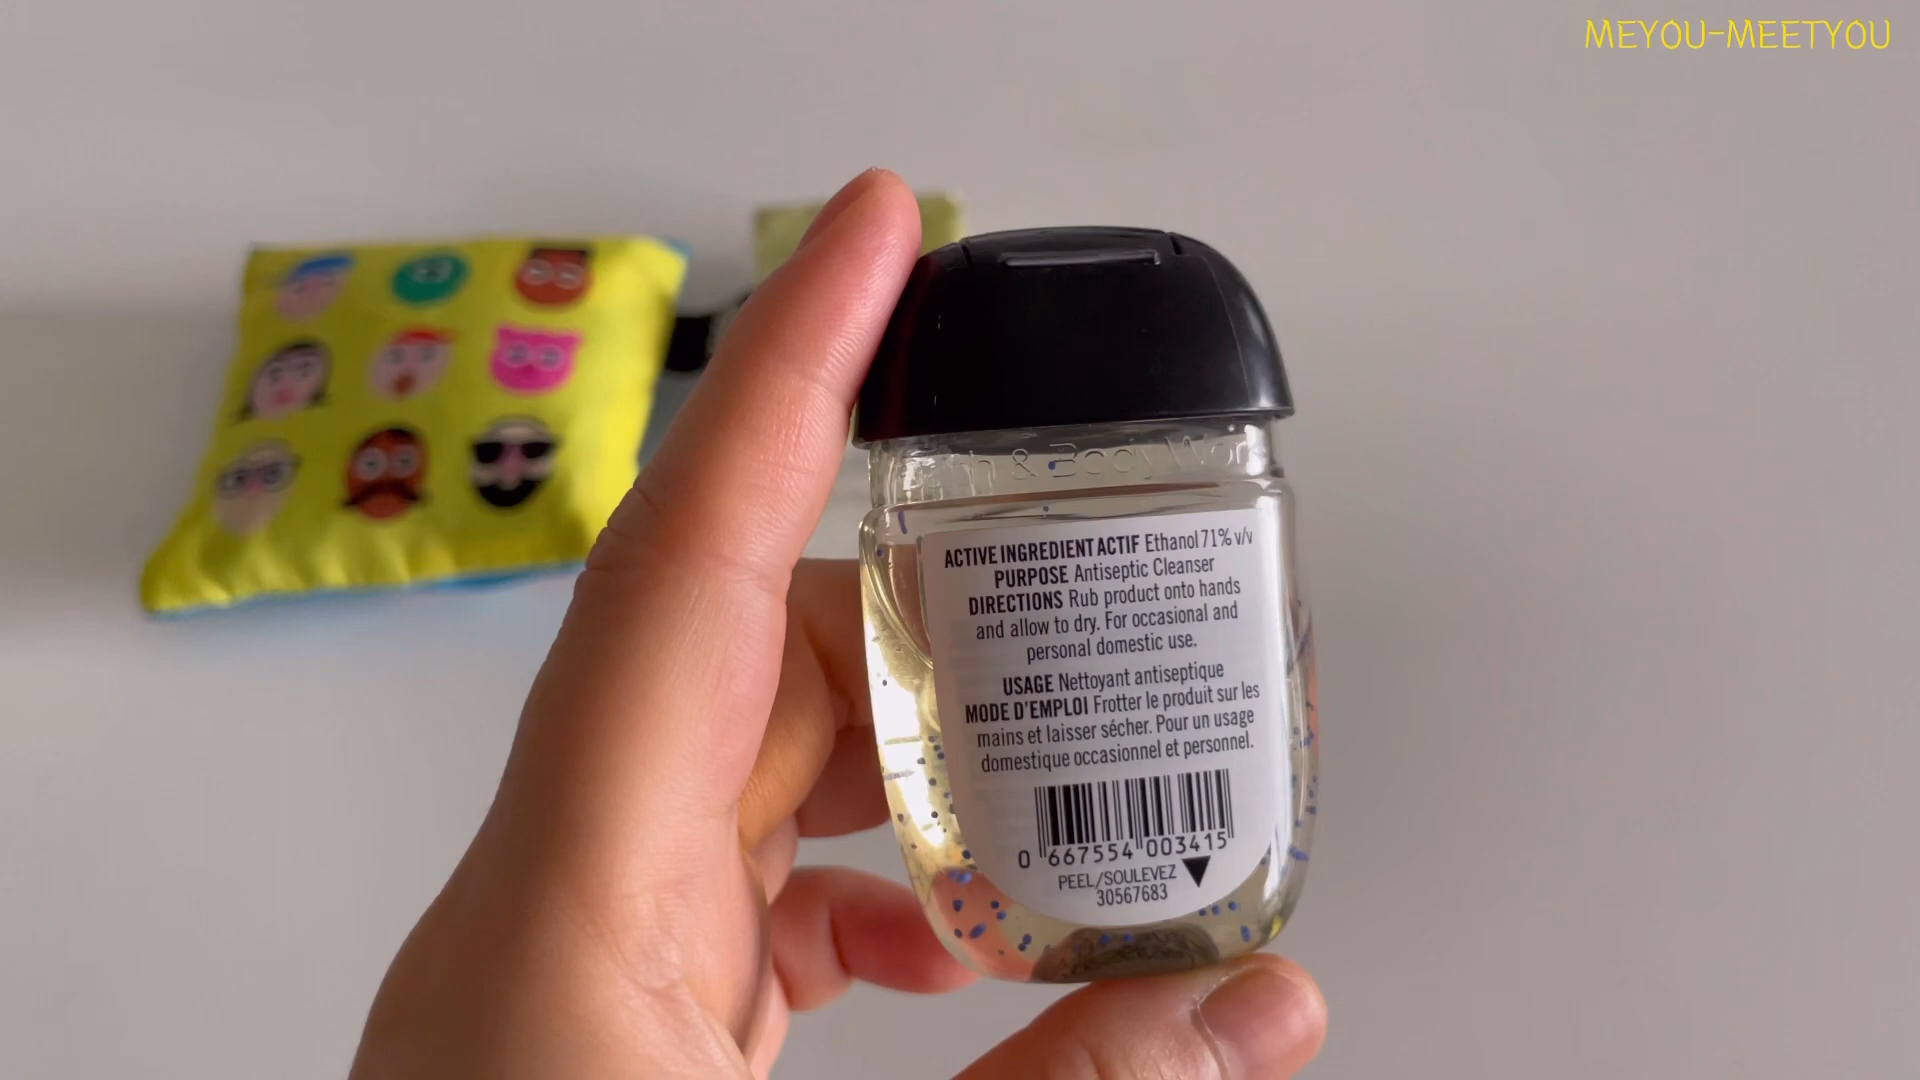 MEYOU-MEETYOU
& Body Wor
ACTIVE INGREDIENT ACTIF Ethanol 71% v/v
PURPOSE Antiseptic Cleanser
DIRECTIONS Rub product onto hands
and allow to dry. For occasional and
personal domestic use.
USAGE Nettoyant antiseptique
MODE D'EMPLOI Frotter le produit sur les
mains et laisser sécher. Pour un usage
domestique occasionnel et personnel.
0 667554 003415
PEEL/SOULEVEZ
30567683